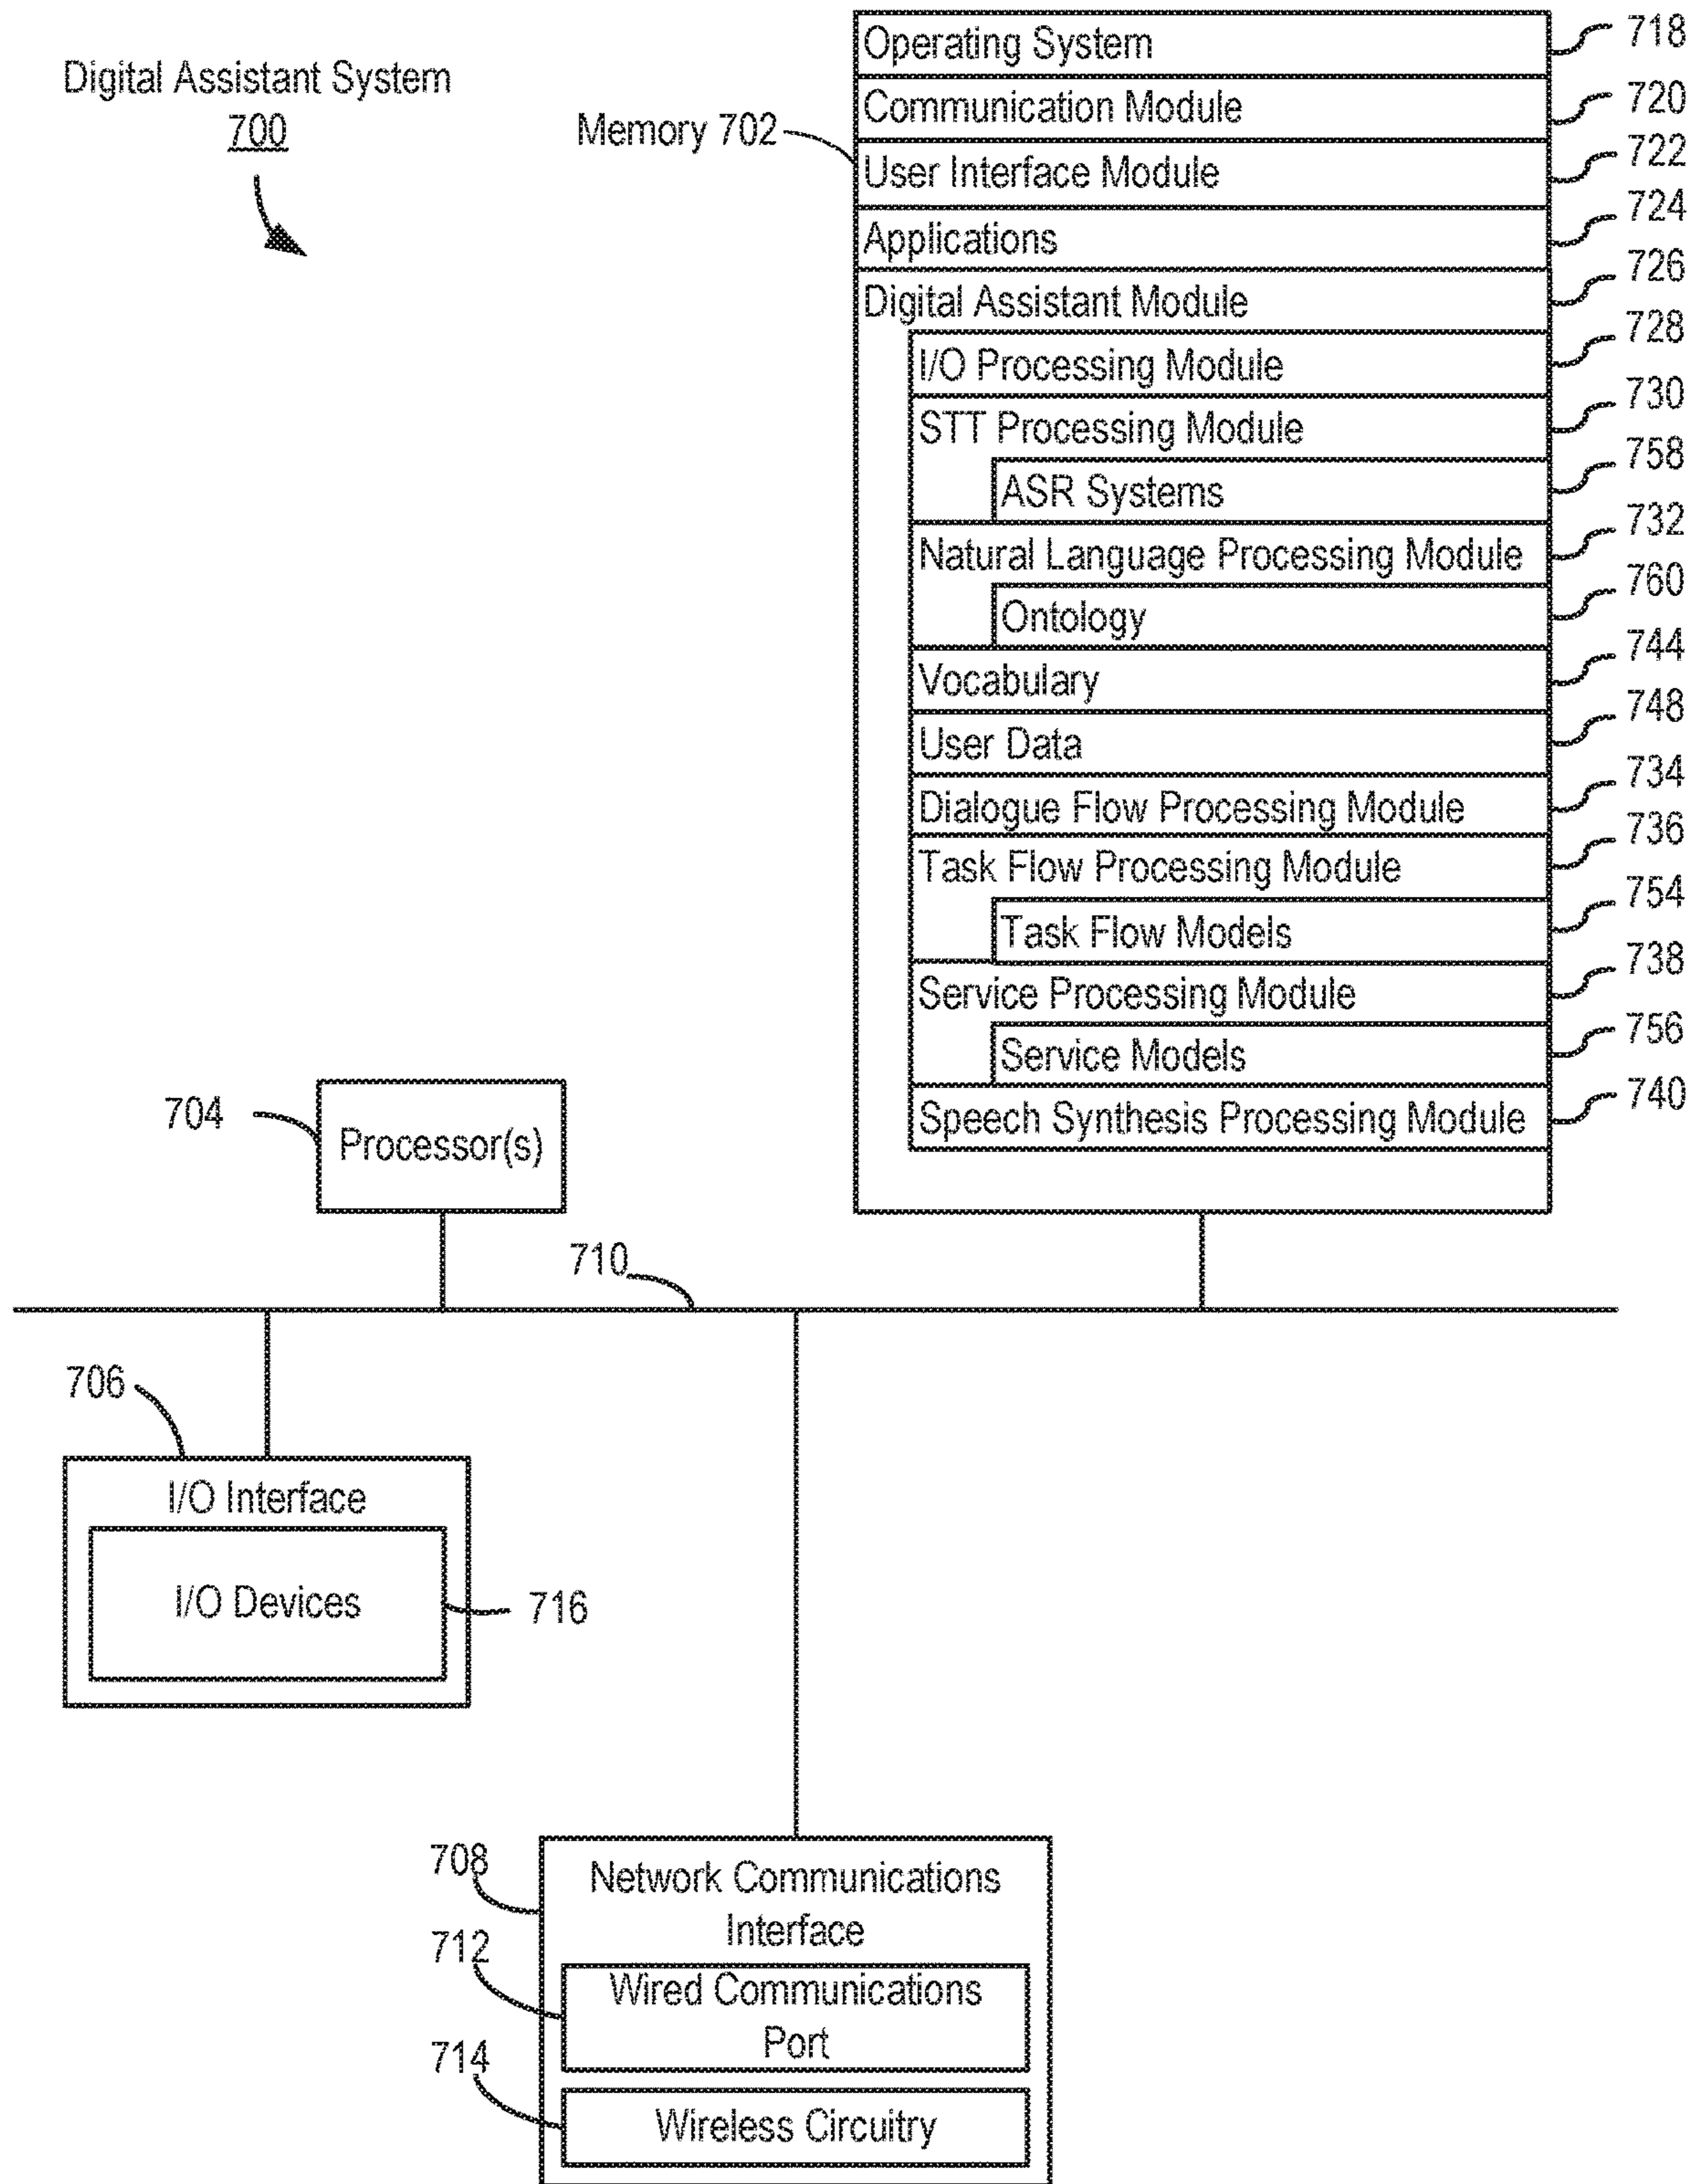 Digital Assistant System
700
Memory 702
Operating System 718
Communication Module 720
User Interface Module 722
Applications 724
Digital Assistant Module 726
I/O Processing Module 728
STT Processing Module 730
ASR Systems 758
Natural Language Processing Module 732
Ontology 760
Vocabulary 744
User Data 748
Dialogue Flow Processing Module 734
Task Flow Processing Module 736
Task Flow Models 754
Service Processing Module 738
Service Models 756
Speech Synthesis Processing Module 740
704
Processor(s)
710
706
I/O Interface
I/O Devices
716
708
Network Communications
Interface
712
Wired Communications
Port
714
Wireless Circuitry